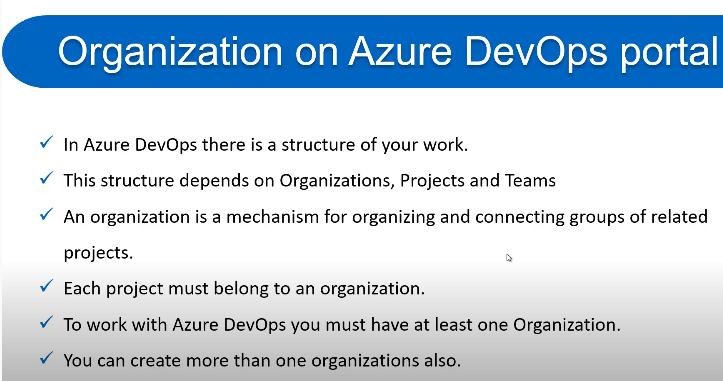 Organization on Azure DevOps portal
In Azure DevOps there is a structure of your work.
This structure depends on Organizations, Projects and Teams
An organization is a mechanism for organizing and connecting groups of related
projects.
Each project must belong to an organization.
To work with Azure DevOps you must have at least one Organization.
You can create more than one organizations also.